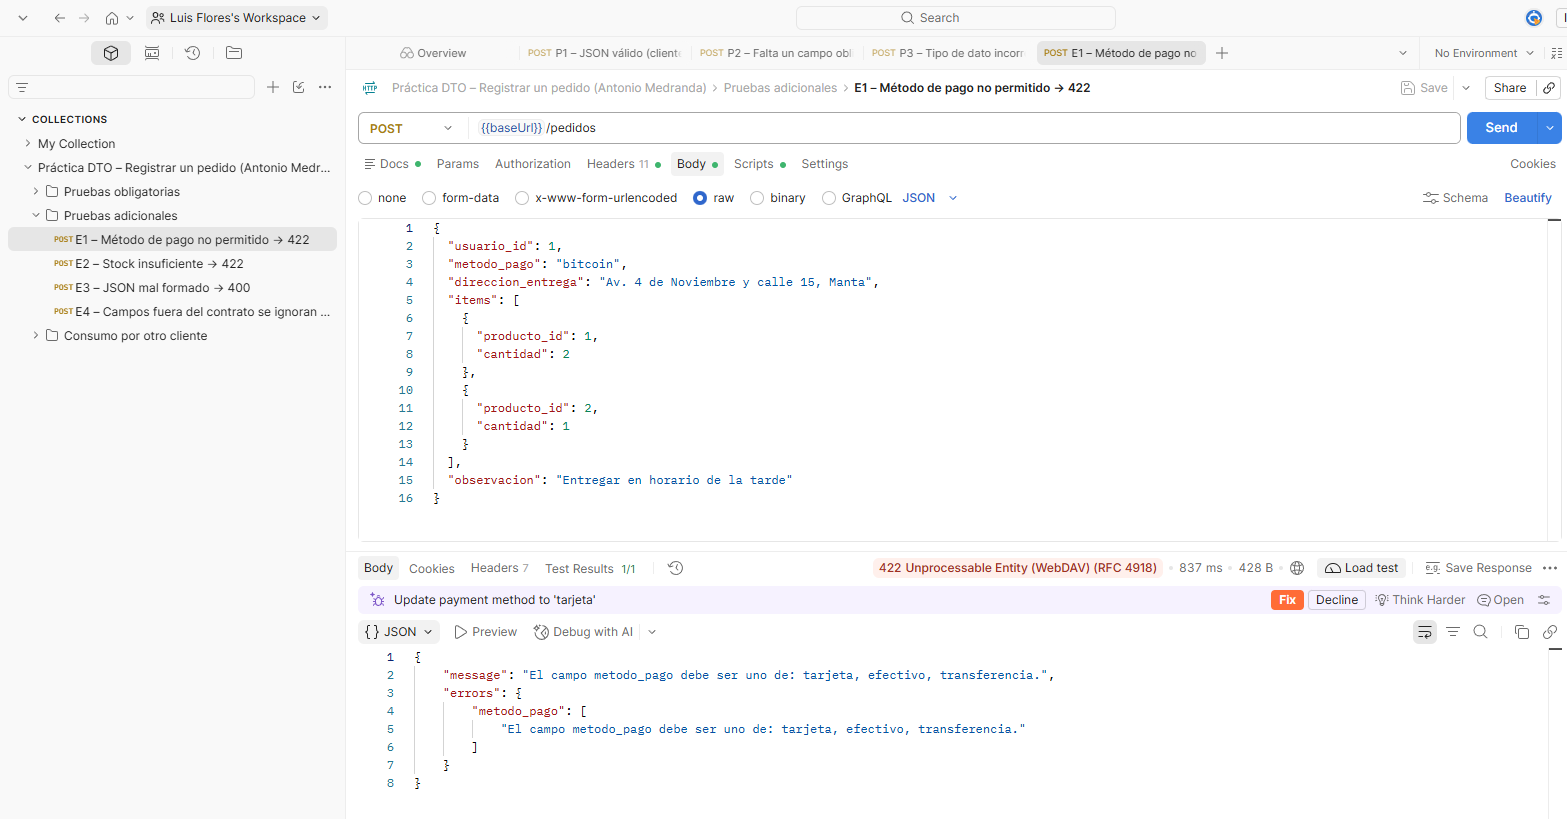 Luis Flores's Workspace
Search
Overview
POST P1 – JSON válido (cliente
POST P2 – Falta un campo obl
POST P3 – Tipo de dato incorr
POST E1 – Método de pago no
No Environment
COLLECTIONS
My Collection
Práctica DTO – Registrar un pedido (Antonio Medr...
Pruebas obligatorias
Pruebas adicionales
POST E1 – Método de pago no permitido → 422
POST E2 – Stock insuficiente → 422
POST E3 – JSON mal formado → 400
POST E4 – Campos fuera del contrato se ignoran ...
Consumo por otro cliente
HTTP Práctica DTO – Registrar un pedido (Antonio Medranda) > Pruebas adicionales > E1 – Método de pago no permitido → 422
Save
Share
POST {{baseUrl}} /pedidos
Send
Docs Params Authorization Headers 11 Body Scripts Settings
Cookies
none form-data x-www-form-urlencoded raw binary GraphQL JSON
Schema Beautify
1 {
2 "usuario_id": 1,
3 "metodo_pago": "bitcoin",
4 "direccion_entrega": "Av. 4 de Noviembre y calle 15, Manta",
5 "items": [
6 {
7 "producto_id": 1,
8 "cantidad": 2
9 },
10 {
11 "producto_id": 2,
12 "cantidad": 1
13 }
14 ],
15 "observacion": "Entregar en horario de la tarde"
16 }
Body Cookies Headers 7 Test Results 1/1
422 Unprocessable Entity (WebDAV) (RFC 4918) • 837 ms • 428 B
Load test
e.g. Save Response
Update payment method to 'tarjeta'
Fix Decline Think Harder Open
{} JSON Preview Debug with AI
1 {
2 "message": "El campo metodo_pago debe ser uno de: tarjeta, efectivo, transferencia.",
3 "errors": {
4 "metodo_pago": [
5 "El campo metodo_pago debe ser uno de: tarjeta, efectivo, transferencia."
6 ]
7 }
8 }